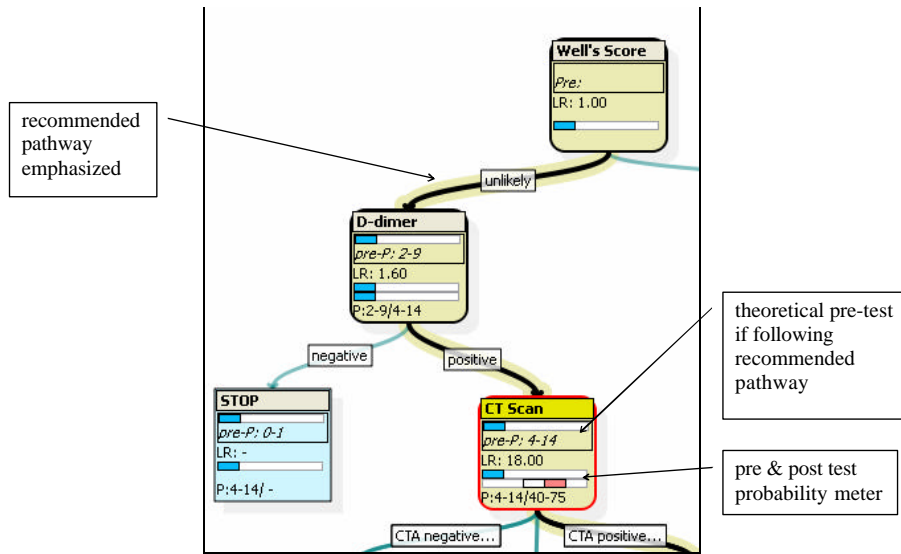 Well's Score
Pre:
LR: 1.00
recommended
pathway
emphasized
unlikely
D-dimer
pre-P: 2-9
LR: 1.60
P:2-9/4-14
theoretical pre-test
if following
recommended
pathway
negative
positive
STOP
pre-P: 0-1
LR: -
P:4-14/ -
CT Scan
pre-P: 4-14
LR: 18.00
P:4-14/40-75
pre & post test
probability meter
CTA negative...
CTA positive...